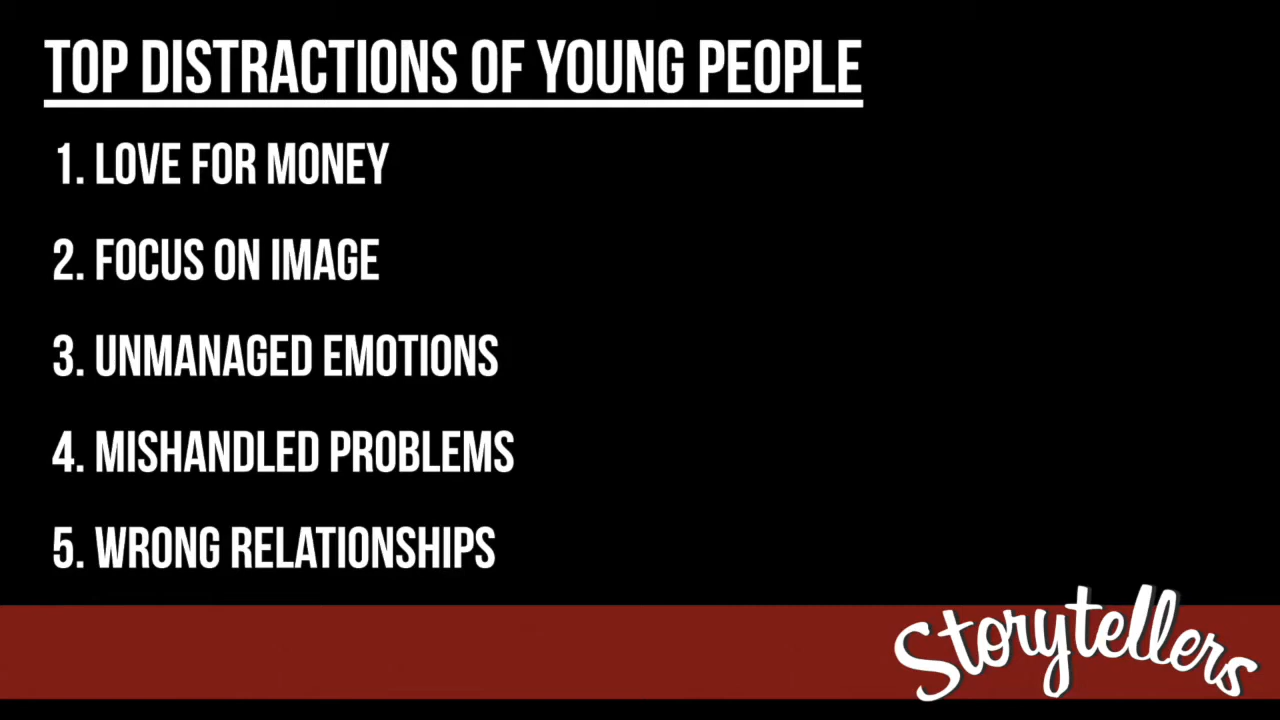 TOP DISTRACTIONS OF YOUNG PEOPLE
1. LOVE FOR MONEY
2. FOCUS ON IMAGE
3. UNMANAGED EMOTIONS
4. MISHANDLED PROBLEMS
5. WRONG RELATIONSHIPS
Storytellers